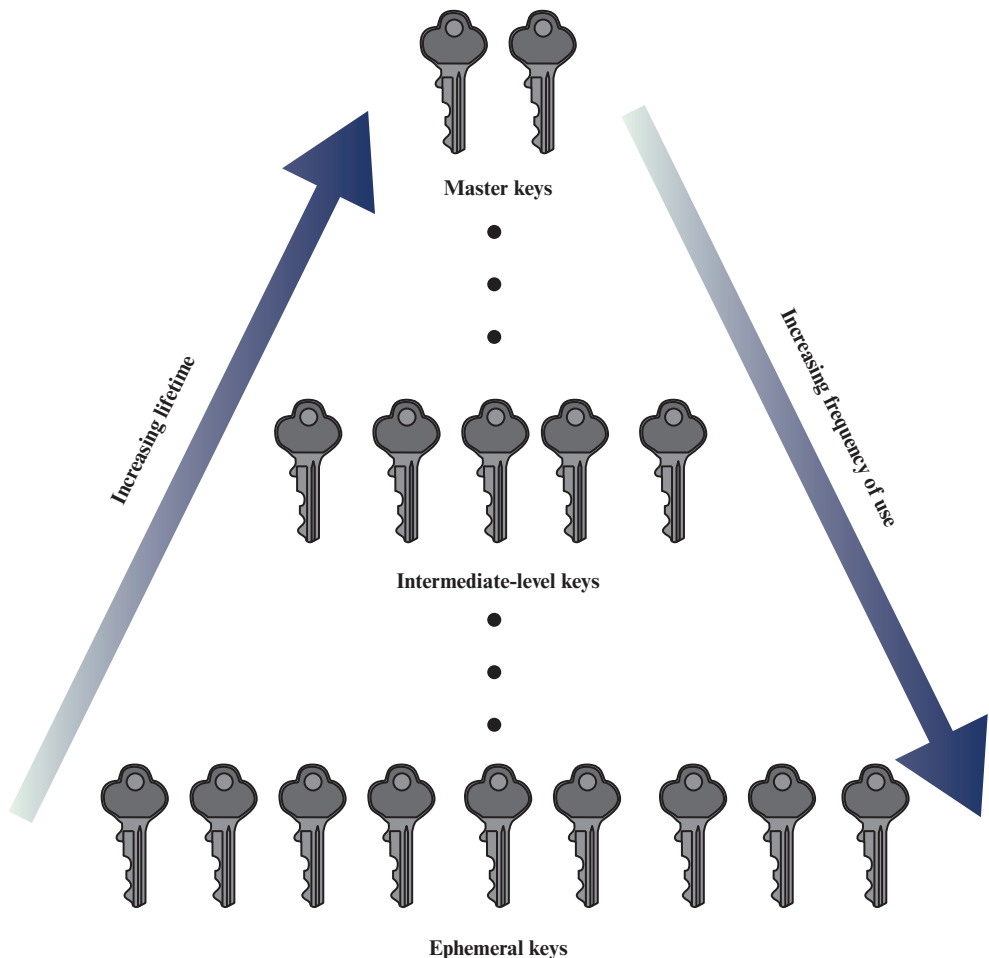 Master keys
Increasing lifetime
Increasing frequency of use
Intermediate-level keys
Ephemeral keys